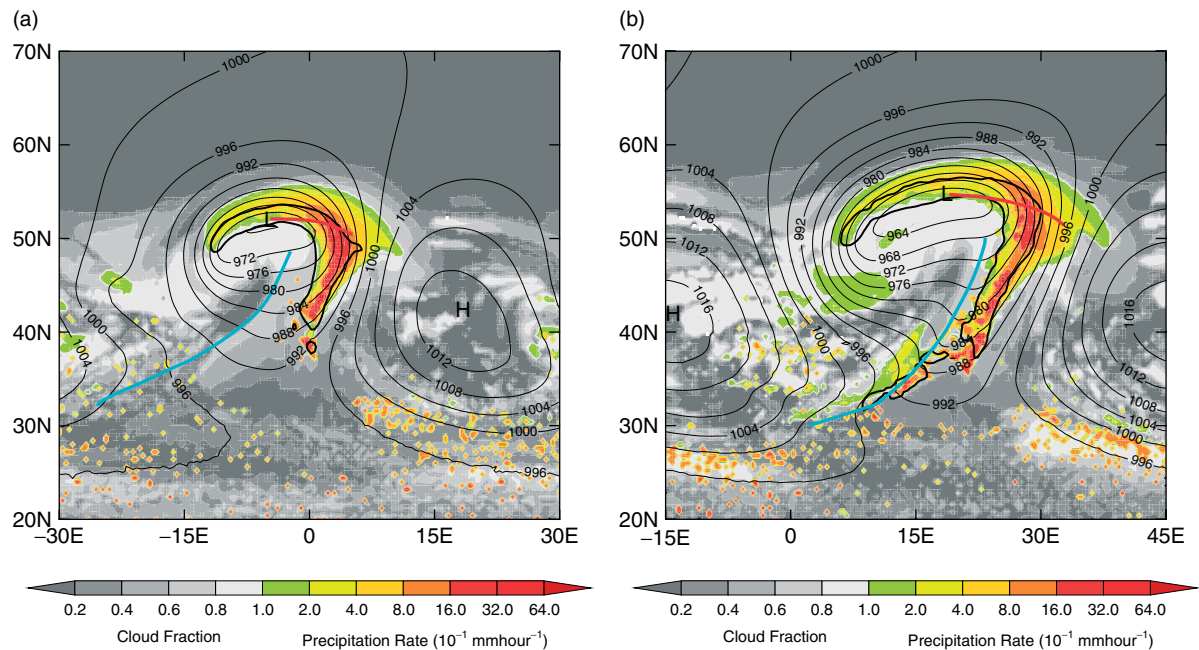 (a)
(b)
70N
60N
50N
40N
30N
20N
−30E
−15E
0
15E
30E
1000
996
992
1004
1000
L
972
976
980
984
988
992
996
H
1012
1008
1004
1000
996
1000
1004
996
70N
60N
50N
40N
30N
20N
−15E
0
15E
30E
45E
1000
996
992
988
984
980
1004
1008
1012
1016
H
992
L
964
968
972
976
980
984
988
992
996
1000
996
1000
1004
1016
1012
1008
1004
1000
996
0.2 0.4 0.6 0.8 1.0 2.0 4.0 8.0 16.0 32.0 64.0
Cloud Fraction Precipitation Rate (10⁻¹ mmhour⁻¹)
0.2 0.4 0.6 0.8 1.0 2.0 4.0 8.0 16.0 32.0 64.0
Cloud Fraction Precipitation Rate (10⁻¹ mmhour⁻¹)